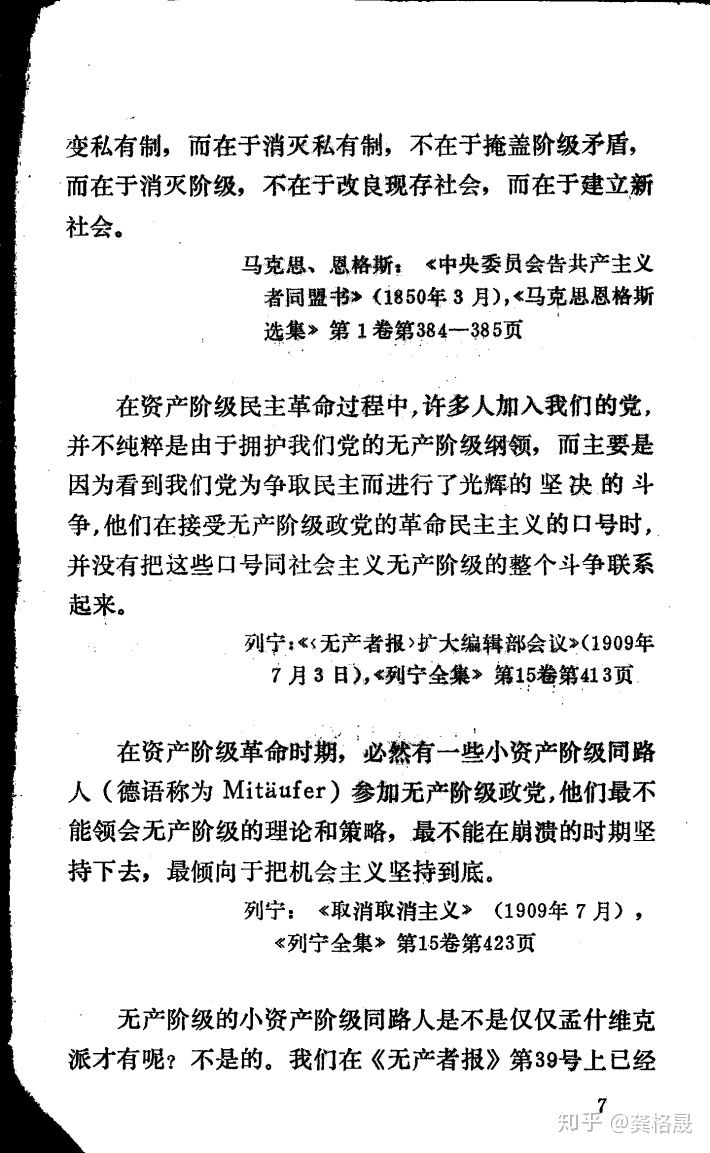 变私有制，而在于消灭私有制，不在于掩盖阶级矛盾，
而在于消灭阶级，不在于改良现存社会，而在于建立新
社会。
马克思、恩格斯：《中央委员会告共产主义
者同盟书》（1850年3月），《马克思恩格斯
选集》第1卷第384—385页
在资产阶级民主革命过程中，许多人加入我们的党，
并不纯粹是由于拥护我们党的无产阶级纲领，而主要是
因为看到我们党为争取民主而进行了光辉的坚决的斗
争，他们在接受无产阶级政党的革命民主主义的口号时，
并没有把这些口号同社会主义无产阶级的整个斗争联系
起来。
列宁：《〈无产者报〉扩大编辑部会议》（1909年
7月3日），《列宁全集》第15卷第413页
在资产阶级革命时期，必然有一些小资产阶级同路
人（德语称为 Mitäufer）参加无产阶级政党，他们最不
能领会无产阶级的理论和策略，最不能在崩溃的时期坚
持下去，最倾向于把机会主义坚持到底。
列宁：《取消取消主义》（1909年7月），
《列宁全集》第15卷第423页
无产阶级的小资产阶级同路人是不是仅仅孟什维克
派才有呢？不是的。我们在《无产者报》第39号上已经
7
知乎 @龚格晟